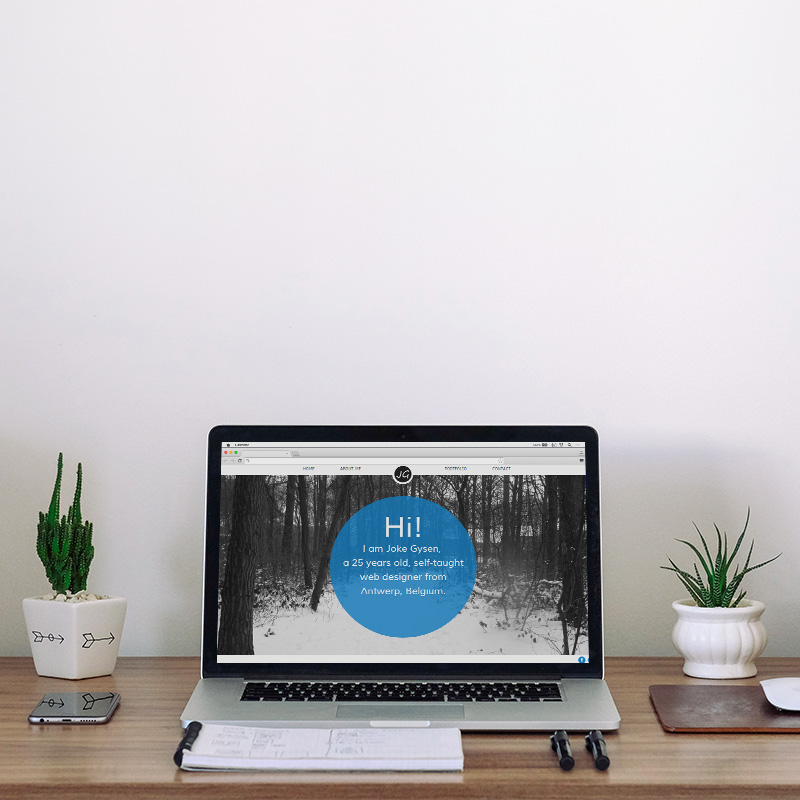 HOME ABOUT ME JG PORTFOLIO CONTACT
Hi!
I am Joke Gysen,
a 25 years old, self-taught
web designer from
Antwerp, Belgium.